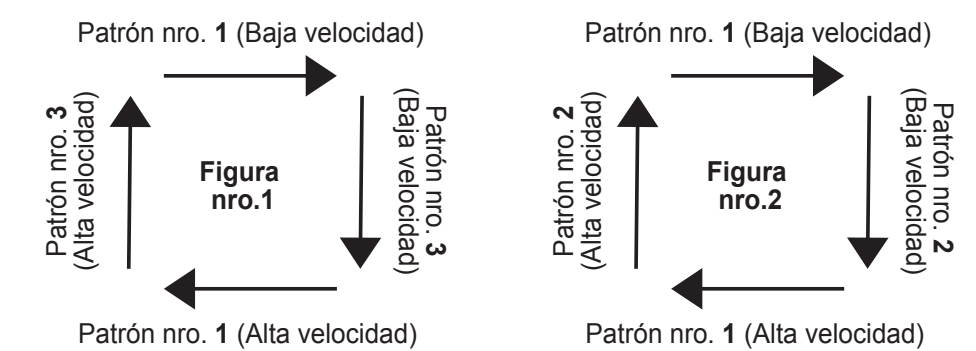 Patrón nro. 1 (Baja velocidad)
Patrón nro. 3
(Alta velocidad)
Figura
nro.1
Patrón nro. 3
(Baja velocidad)
Patrón nro. 1 (Alta velocidad)
Patrón nro. 1 (Baja velocidad)
Patrón nro. 2
(Alta velocidad)
Figura
nro.2
Patrón nro. 2
(Baja velocidad)
Patrón nro. 1 (Alta velocidad)